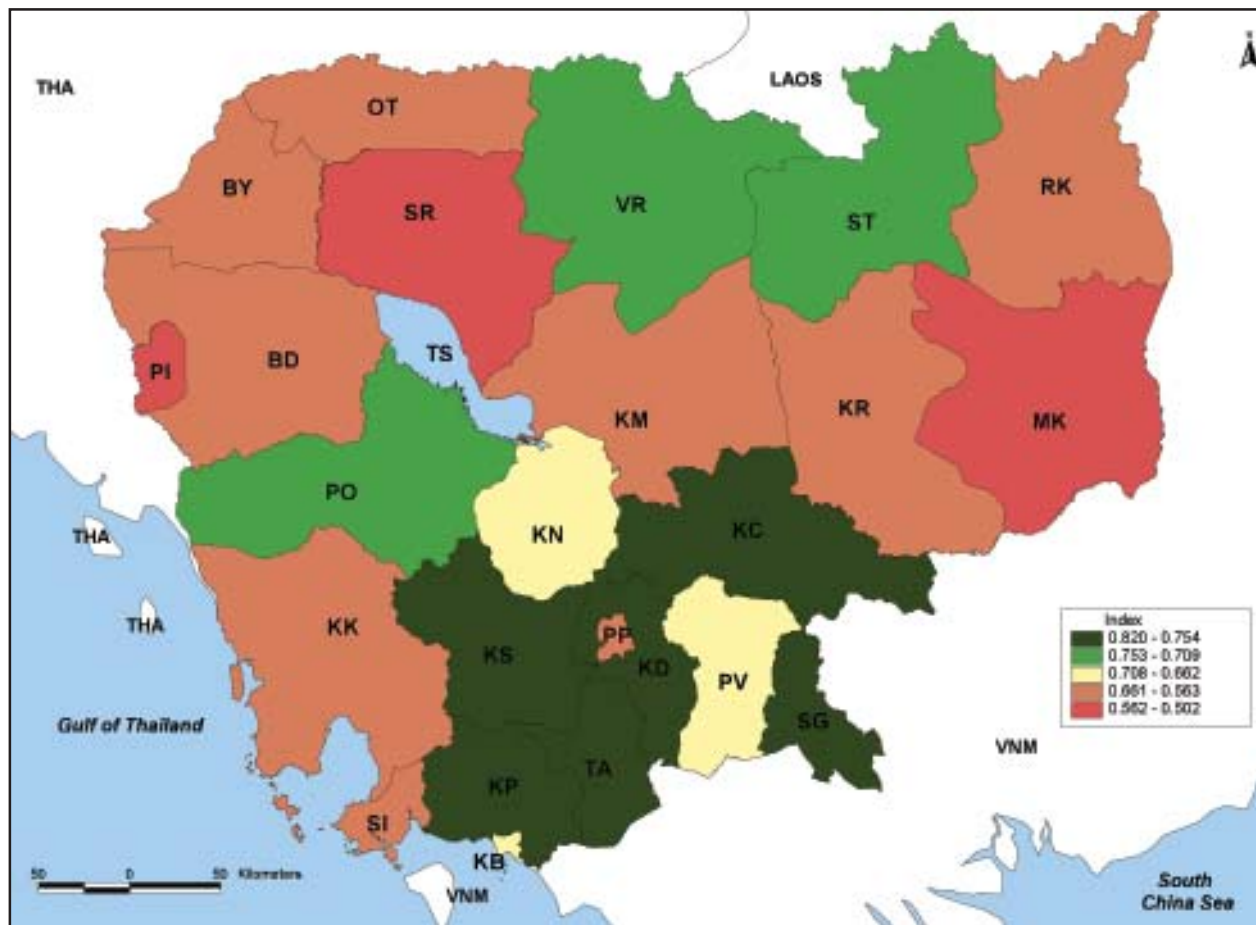 THA
LAOS
OT
BY
SR
VR
ST
RK
PI
BD
TS
KM
KR
MK
PO
KN
KC
THA
THA
KK
KS
PP
KD
PV
SG
Gulf of Thailand
KP
TA
SI
KB
VNM
VNM
Index
0.820 - 0.754
0.753 - 0.709
0.708 - 0.662
0.661 - 0.563
0.562 - 0.502
50 0 50 Kilometers
South
China Sea